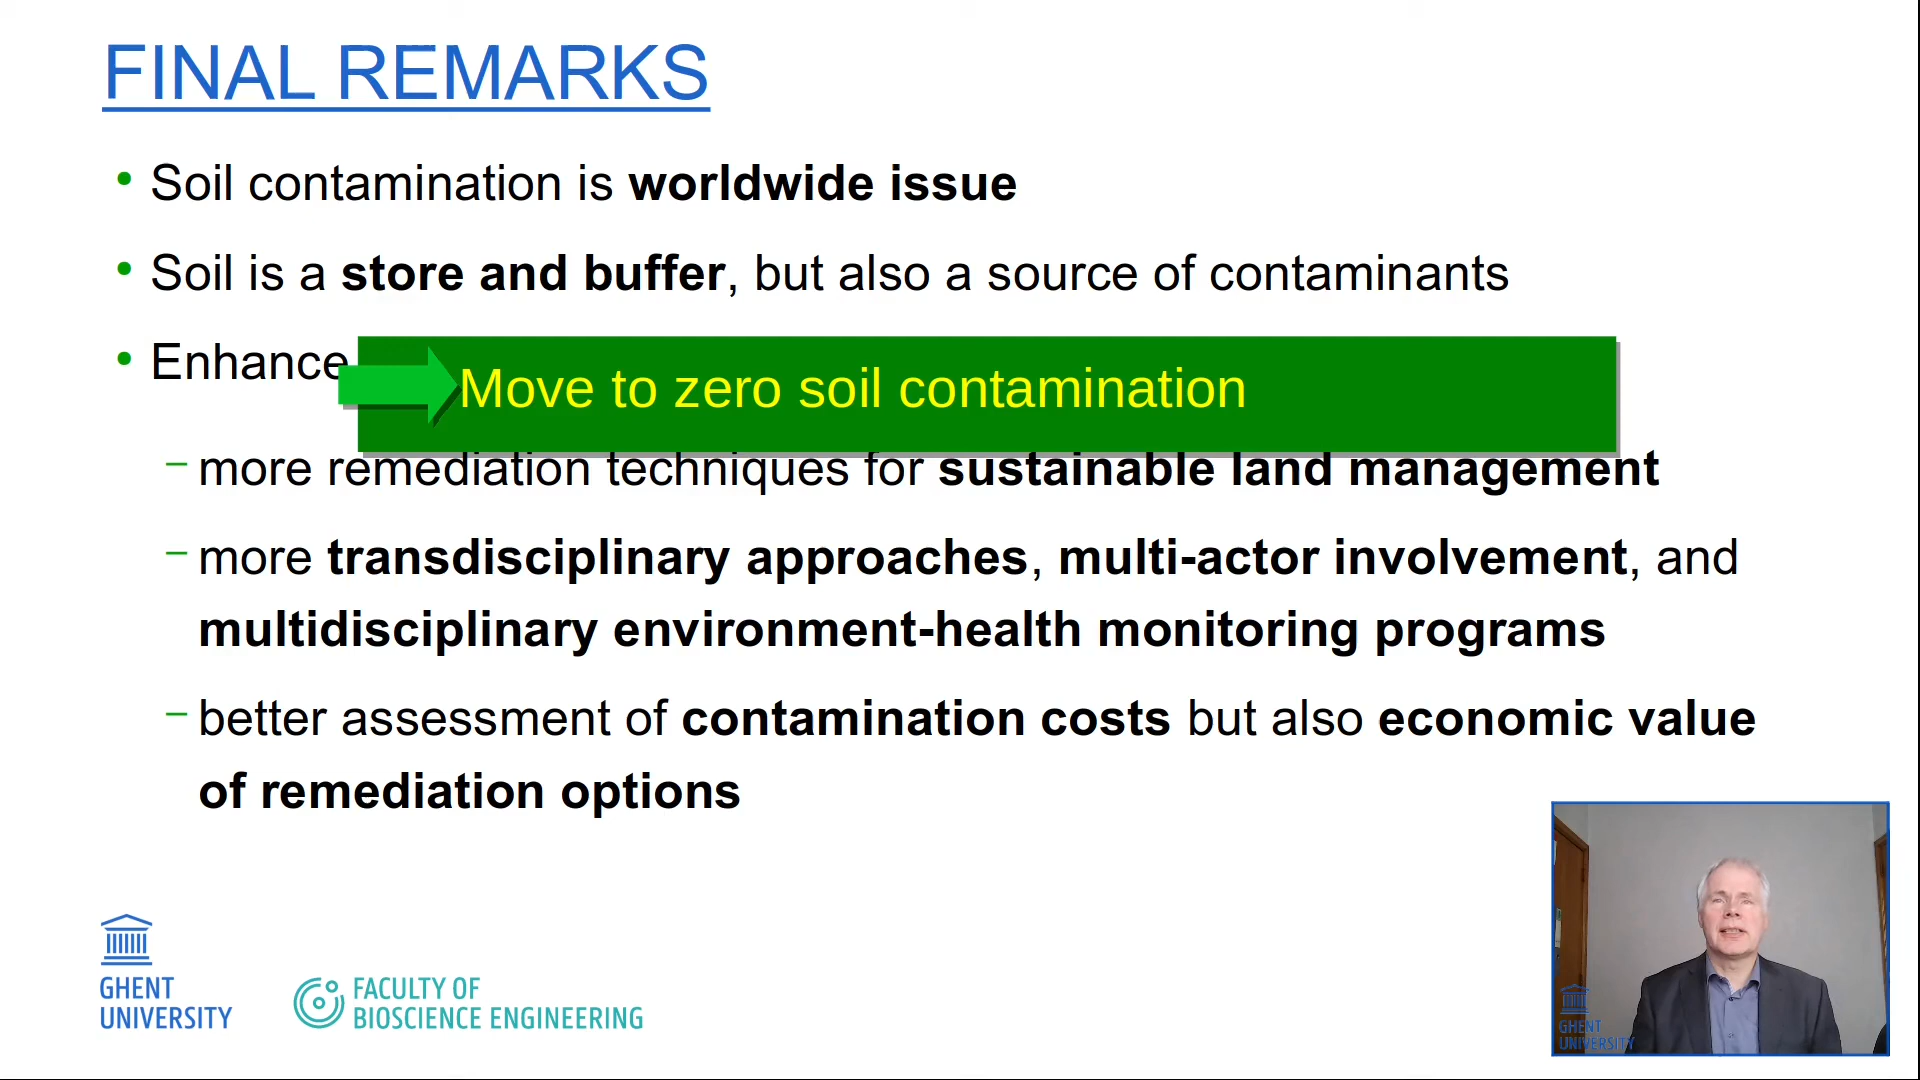 FINAL REMARKS
• Soil contamination is worldwide issue
• Soil is a store and buffer, but also a source of contaminants
• Enhance
Move to zero soil contamination
– more remediation techniques for sustainable land management
– more transdisciplinary approaches, multi-actor involvement, and
multidisciplinary environment-health monitoring programs
– better assessment of contamination costs but also economic value
of remediation options
GHENT
UNIVERSITY
FACULTY OF
BIOSCIENCE ENGINEERING
GHENT
UNIVERSITY